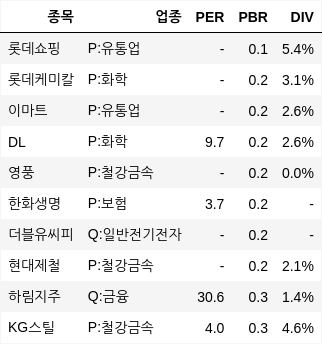 종목 업종 PER PBR DIV
롯데쇼핑 P:유통업 - 0.1 5.4%
롯데케미칼 P:화학 - 0.2 3.1%
이마트 P:유통업 - 0.2 2.6%
DL P:화학 9.7 0.2 2.6%
영풍 P:철강금속 - 0.2 0.0%
한화생명 P:보험 3.7 0.2 -
더블유씨피 Q:일반전기전자 - 0.2 -
현대제철 P:철강금속 - 0.2 2.1%
하림지주 Q:금융 30.6 0.3 1.4%
KG스틸 P:철강금속 4.0 0.3 4.6%